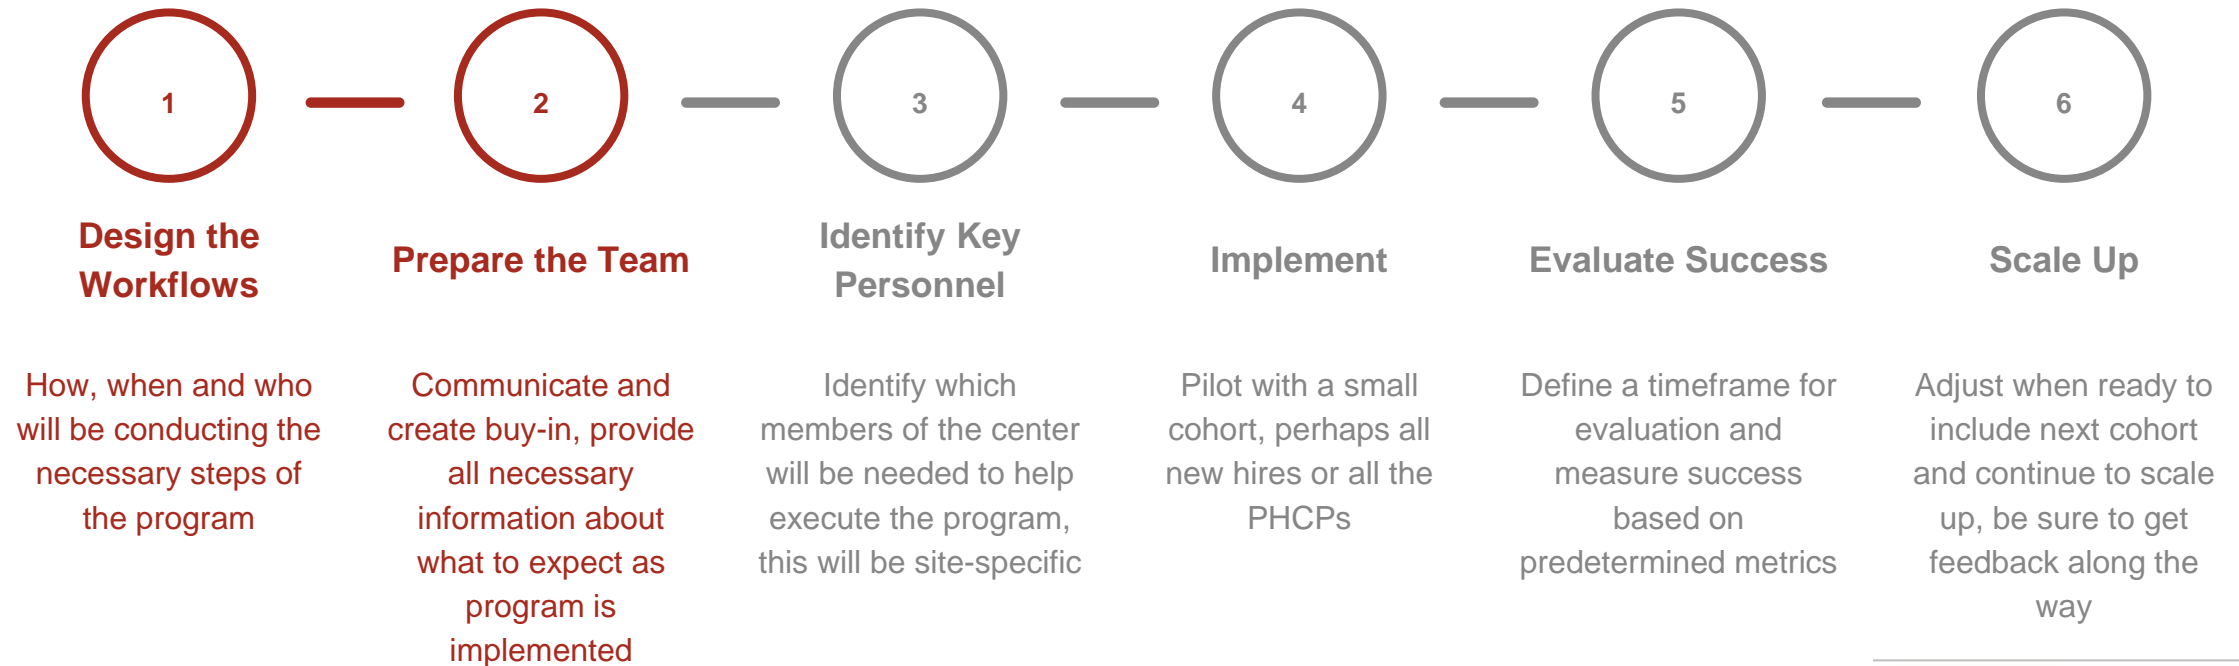 1
2
3
4
5
6
Design the
Workflows
Prepare the Team
Identify Key
Personnel
Implement
Evaluate Success
Scale Up
How, when and who
will be conducting the
necessary steps of
the program
Communicate and
create buy-in, provide
all necessary
information about
what to expect as
program is
implemented
Identify which
members of the center
will be needed to help
execute the program,
this will be site-specific
Pilot with a small
cohort, perhaps all
new hires or all the
PHCPs
Define a timeframe for
evaluation and
measure success
based on
predetermined metrics
Adjust when ready to
include next cohort
and continue to scale
up, be sure to get
feedback along the
way